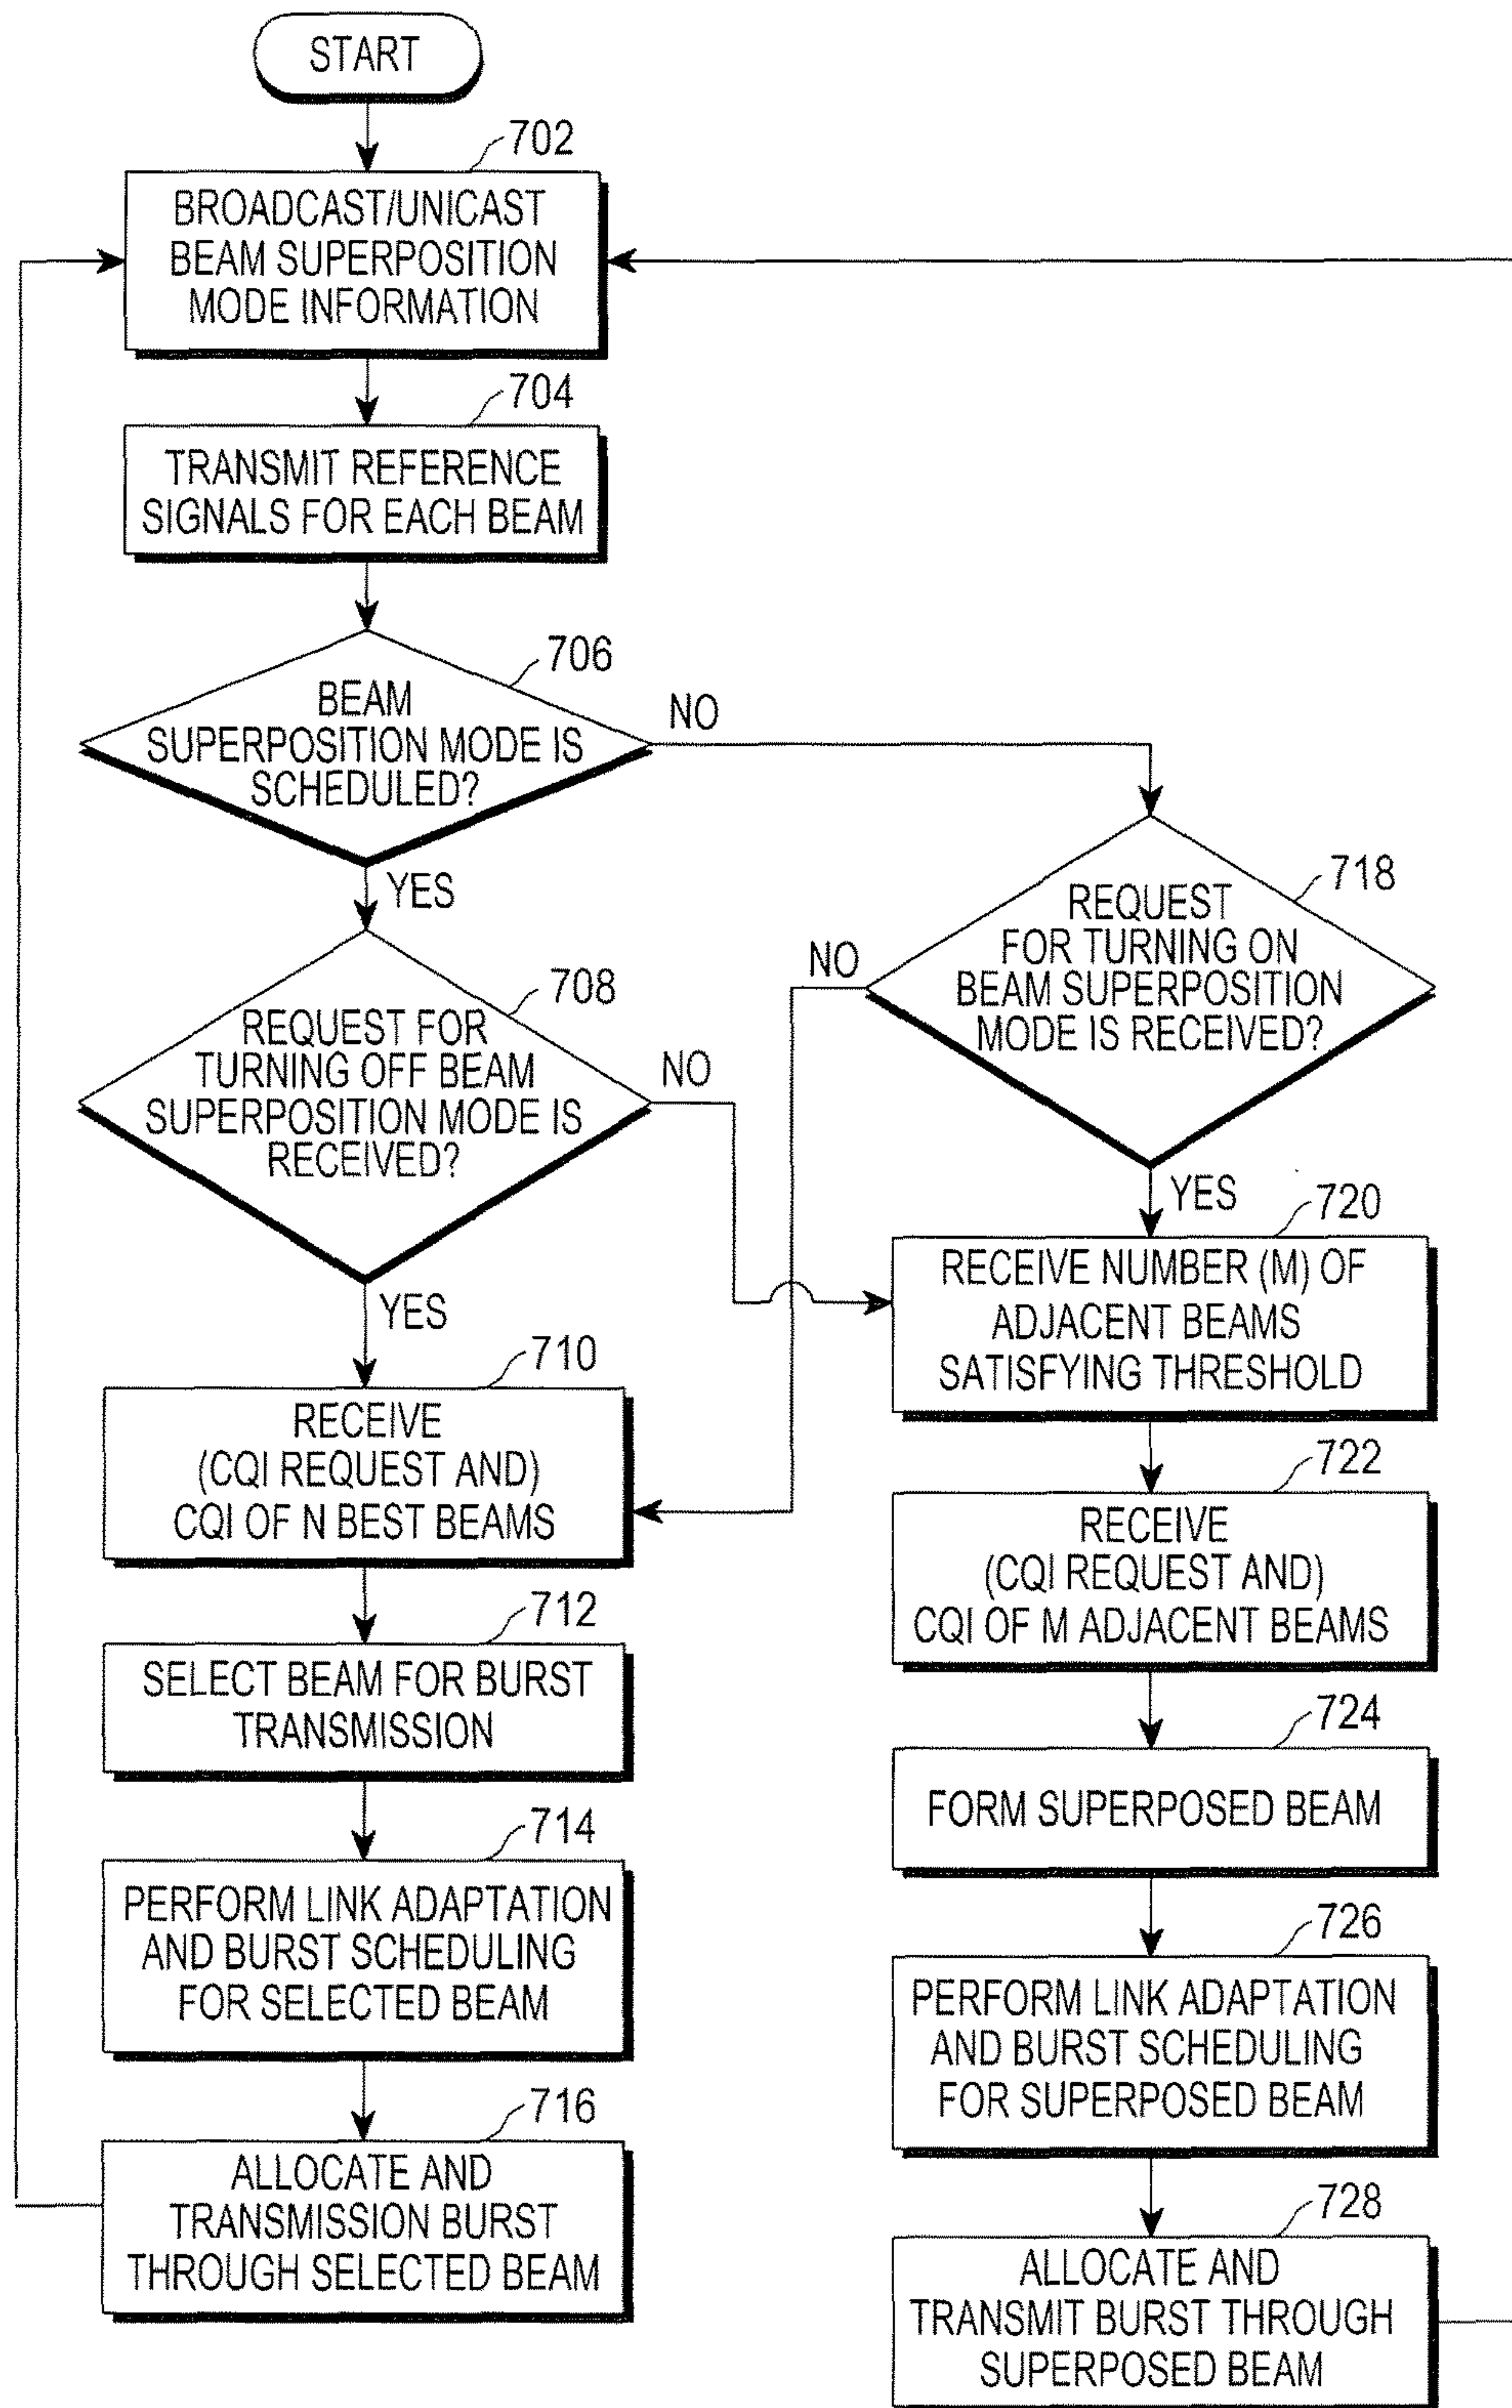 START
702
BROADCAST/UNICAST
BEAM SUPERPOSITION
MODE INFORMATION
704
TRANSMIT REFERENCE
SIGNALS FOR EACH BEAM
706
BEAM
SUPERPOSITION MODE IS
SCHEDULED?
NO
YES
708
REQUEST FOR
TURNING OFF BEAM
SUPERPOSITION MODE IS
RECEIVED?
NO
YES
710
RECEIVE
(CQI REQUEST AND)
CQI OF N BEST BEAMS
712
SELECT BEAM FOR BURST
TRANSMISSION
714
PERFORM LINK ADAPTATION
AND BURST SCHEDULING
FOR SELECTED BEAM
716
ALLOCATE AND
TRANSMISSION BURST
THROUGH SELECTED BEAM
718
REQUEST
FOR TURNING ON
BEAM SUPERPOSITION
MODE IS RECEIVED?
NO
YES
720
RECEIVE NUMBER (M) OF
ADJACENT BEAMS
SATISFYING THRESHOLD
722
RECEIVE
(CQI REQUEST AND)
CQI OF M ADJACENT BEAMS
724
FORM SUPERPOSED BEAM
726
PERFORM LINK ADAPTATION
AND BURST SCHEDULING
FOR SUPERPOSED BEAM
728
ALLOCATE AND
TRANSMIT BURST THROUGH
SUPERPOSED BEAM